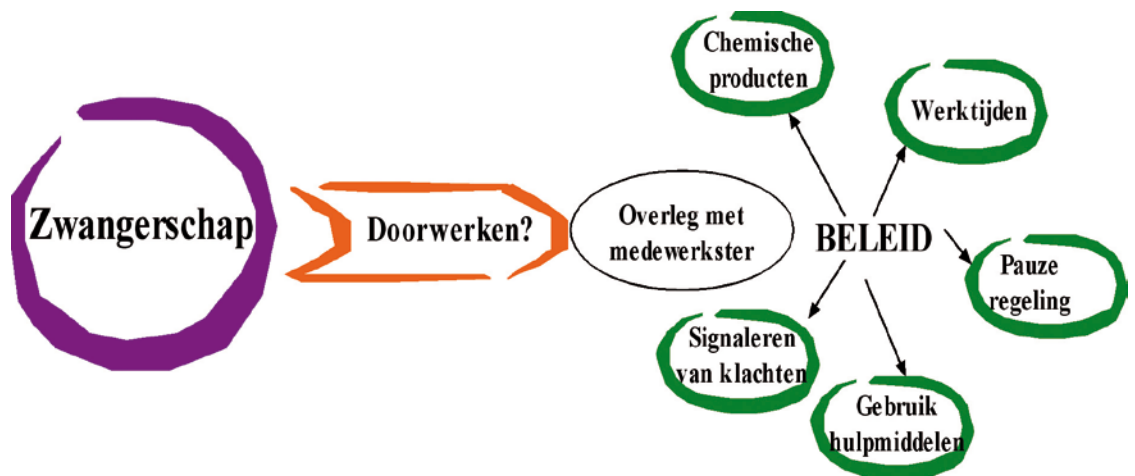 Zwangerschap
Doorwerken?
Overleg met
medewerkster
BELEID
Chemische
producten
Werktijden
Pauze
regeling
Gebruik
hulpmiddelen
Signaleren
van klachten